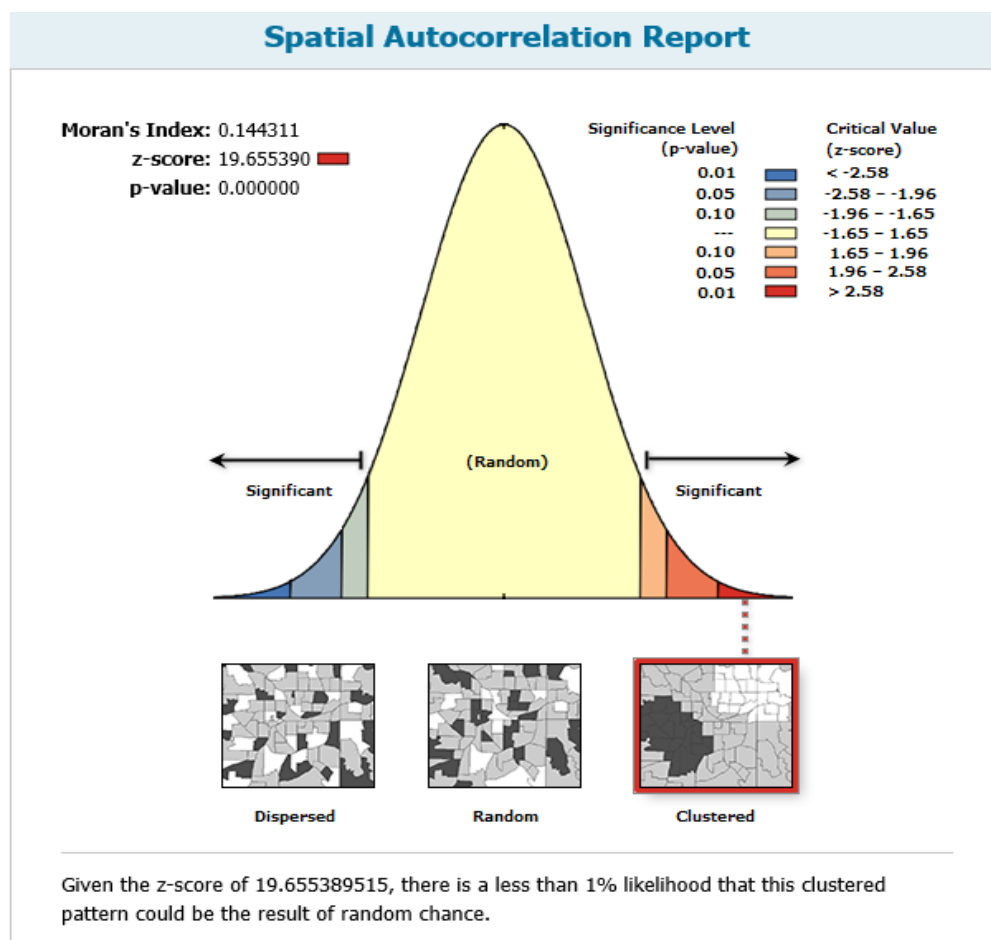 Spatial Autocorrelation Report
Moran's Index: 0.144311
z-score: 19.655390
p-value: 0.000000
Significance Level
(p-value)
Critical Value
(z-score)
0.01 < -2.58
0.05 -2.58 – -1.96
0.10 -1.96 – -1.65
--- -1.65 – 1.65
0.10 1.65 – 1.96
0.05 1.96 – 2.58
0.01 > 2.58
(Random)
Significant
Significant
Dispersed
Random
Clustered
Given the z-score of 19.655389515, there is a less than 1% likelihood that this clustered
pattern could be the result of random chance.